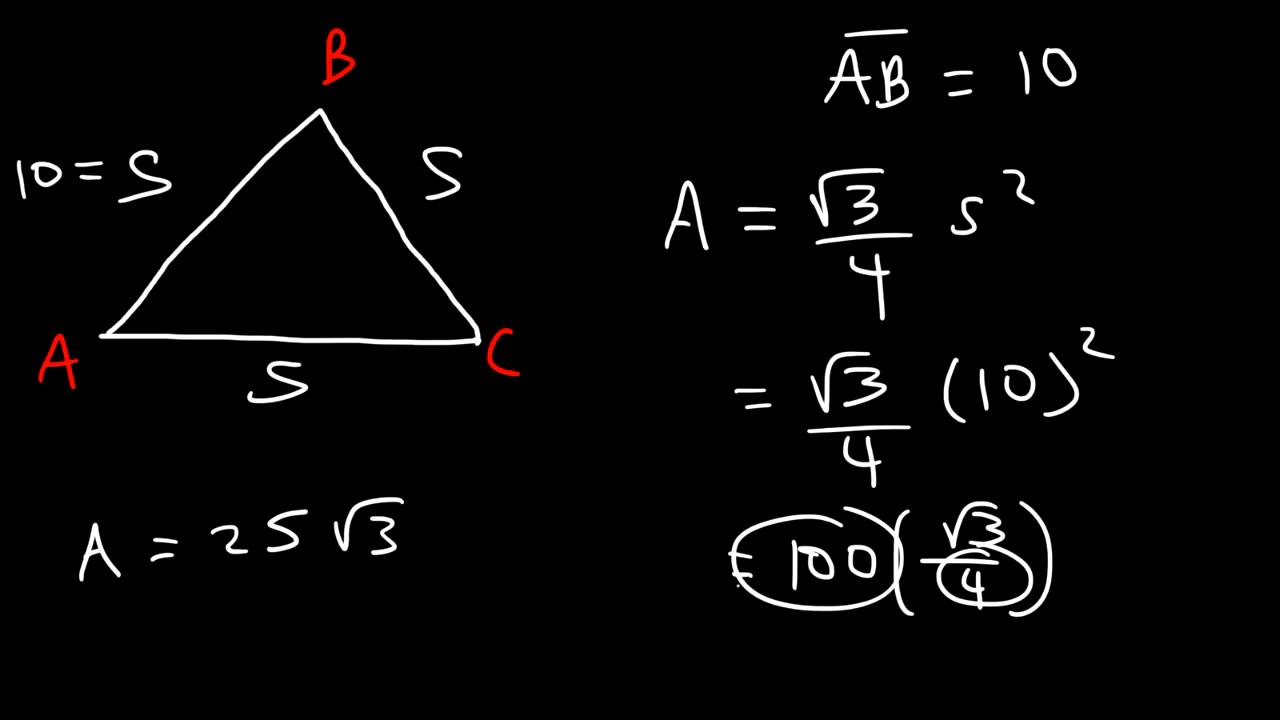 B
10 = S
S
A
C
S
A = 25 √3
AB̅ = 10
A = √3/4 s²
= √3/4 (10)²
= 100 (√3/4)